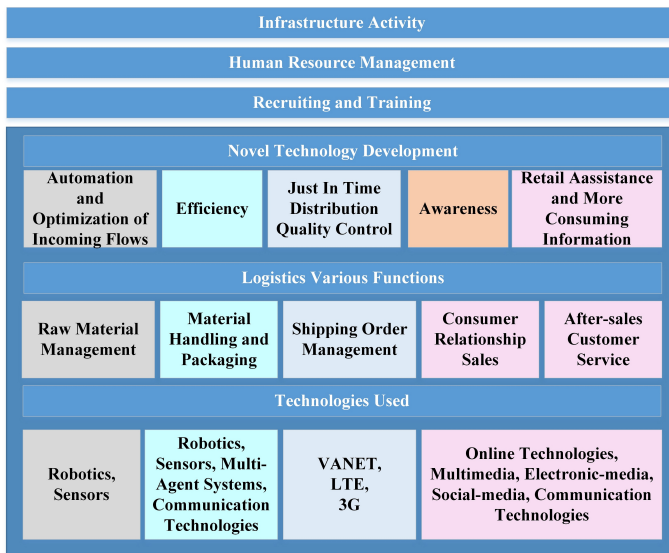 Infrastructure Activity
Human Resource Management
Recruiting and Training
Novel Technology Development
Automation
and
Optimization of
Incoming Flows
Efficiency
Just In Time
Distribution
Quality Control
Awareness
Retail Aassistance
and More
Consuming
Information
Logistics Various Functions
Raw Material
Management
Material
Handling and
Packaging
Shipping Order
Management
Consumer
Relationship
Sales
After-sales
Customer
Service
Technologies Used
Robotics,
Sensors
Robotics,
Sensors, Multi-
Agent Systems,
Communication
Technologies
VANET,
LTE,
3G
Online Technologies,
Multimedia, Electronic-media,
Social-media, Communication
Technologies